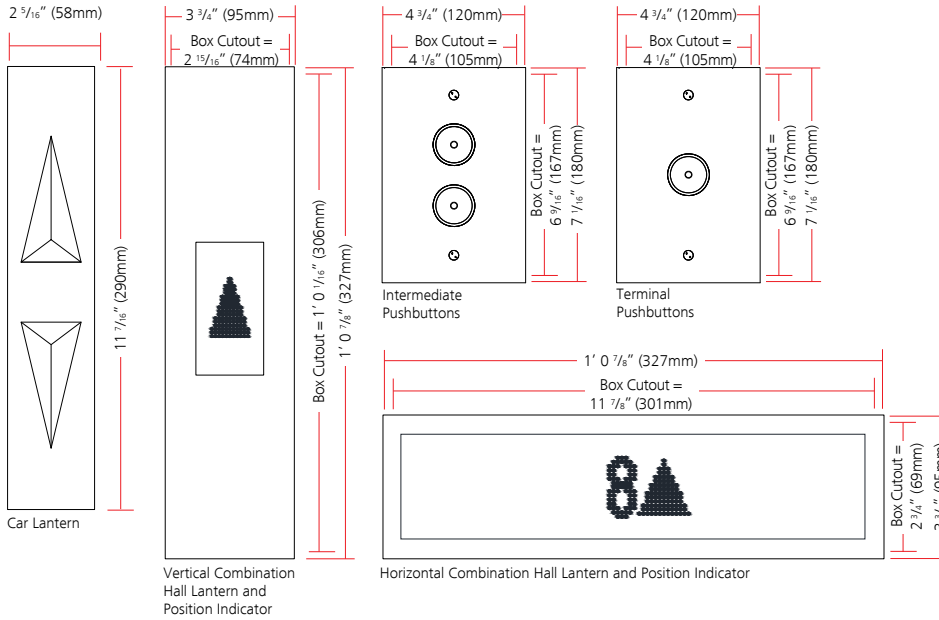 2 5/16” (58mm)
11 7/16” (290mm)
Car Lantern
3 3/4” (95mm)
Box Cutout =
2 15/16” (74mm)
Box Cutout = 1’ 0 1/16” (306mm)
1’ 0 7/8” (327mm)
Vertical Combination
Hall Lantern and
Position Indicator
4 3/4” (120mm)
Box Cutout =
4 1/8” (105mm)
Box Cutout =
6 9/16” (167mm)
7 1/16” (180mm)
Intermediate
Pushbuttons
4 3/4” (120mm)
Box Cutout =
4 1/8” (105mm)
Box Cutout =
6 9/16” (167mm)
7 1/16” (180mm)
Terminal
Pushbuttons
1’ 0 7/8” (327mm)
Box Cutout =
11 7/8” (301mm)
8
Box Cutout =
2 3/4” (69mm)
3 3/4” (95mm)
Horizontal Combination Hall Lantern and Position Indicator